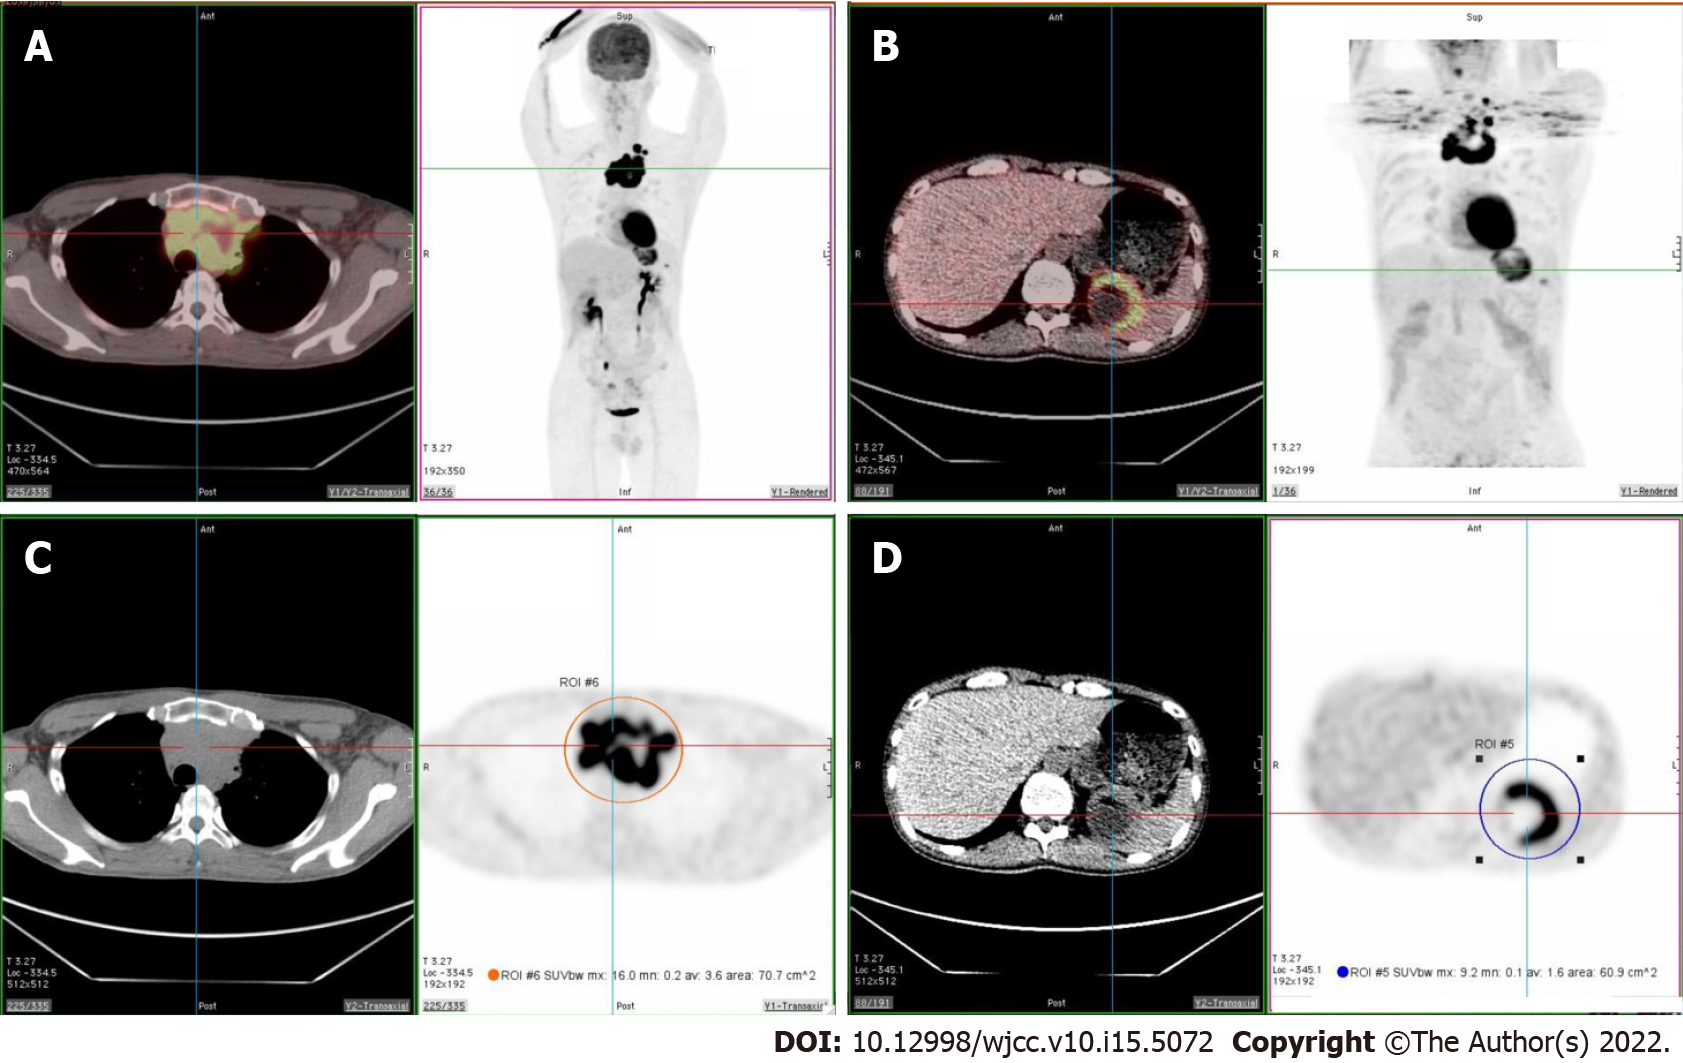 A
Ant
R
L
T 3.27
Loc -334.5
470x564
225/335
Post
Y1/Y2-Transaxial
Sup
T 3.27
192x350
36/36
Inf
Y1-Rendered
B
Ant
R
L
T 3.27
Loc -345.1
472x567
88/191
Post
Y1/Y2-Transaxial
Sup
R
L
T 3.27
192x199
1/36
Inf
Y1-Rendered
C
Ant
R
T 3.27
Loc -334.5
512x512
225/335
Post
Y2-Transaxial
Ant
ROI #6
R
L
T 3.27
Loc -334.5
192x192
ROI #6 SUVbw mx: 16.0 mn: 0.2 av: 3.6 area: 70.7 cm^2
225/335
Post
D
Ant
R
L
T 3.27
Loc -345.1
512x512
88/191
Post
Y2-Transaxial
Ant
ROI #5
R
L
T 3.27
Loc -345.1
192x192
ROI #5 SUVbw mx: 9.2 mn: 0.1 av: 1.6 area: 60.9 cm^2
DOI: 10.12998/wjcc.v10.i15.5072 Copyright ©The Author(s) 2022.